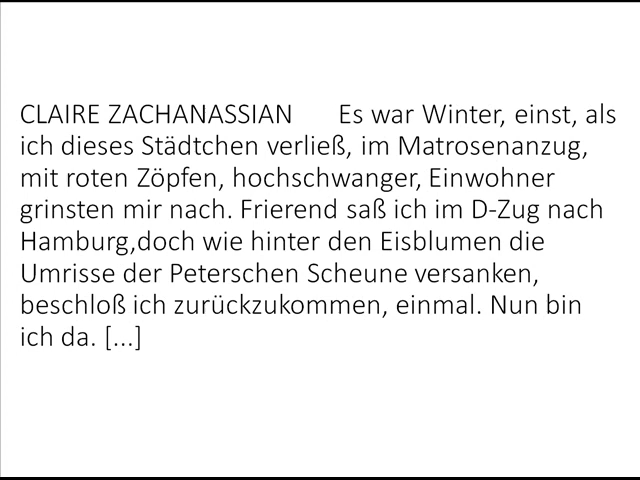 CLAIRE ZACHANASSIAN Es war Winter, einst, als
ich dieses Städtchen verließ, im Matrosenanzug,
mit roten Zöpfen, hochschwanger, Einwohner
grinsten mir nach. Frierend saß ich im D-Zug nach
Hamburg,doch wie hinter den Eisblumen die
Umrisse der Peterschen Scheune versanken,
beschloß ich zurückzukommen, einmal. Nun bin
ich da. [...]